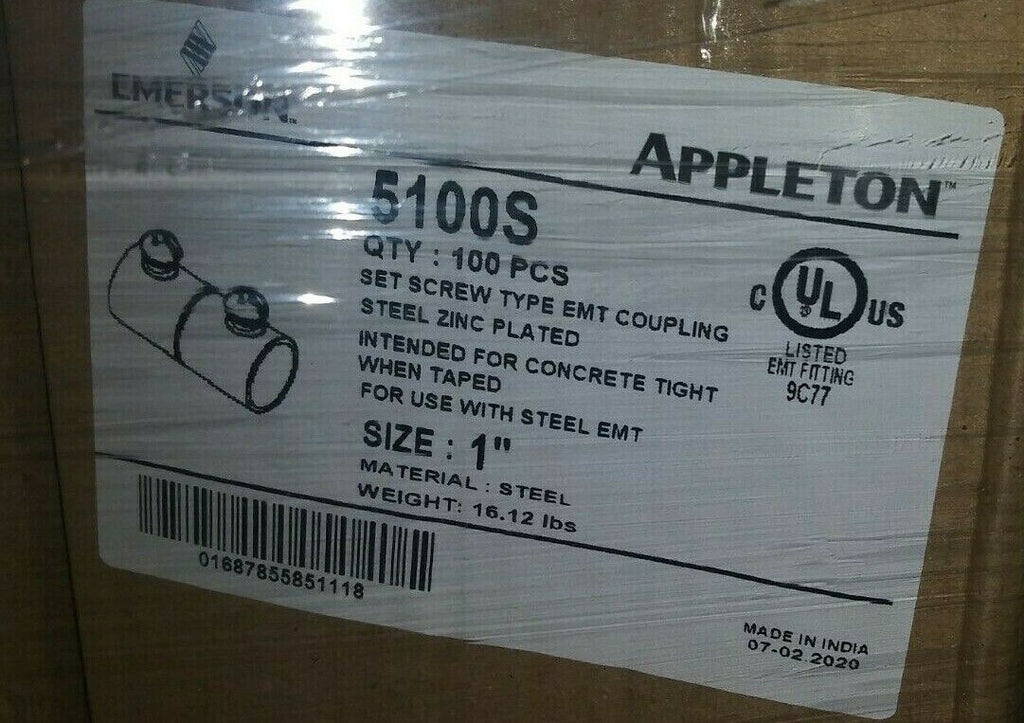 EMERSON™
APPLETON™
5100S
QTY : 100 PCS
SET SCREW TYPE EMT COUPLING
STEEL ZINC PLATED
INTENDED FOR CONCRETE TIGHT
WHEN TAPED
FOR USE WITH STEEL EMT
SIZE : 1"
MATERIAL : STEEL
WEIGHT: 16.12 lbs
C UL® US
LISTED
EMT FITTING
9C77
01687855851118
MADE IN INDIA
07-02.2020